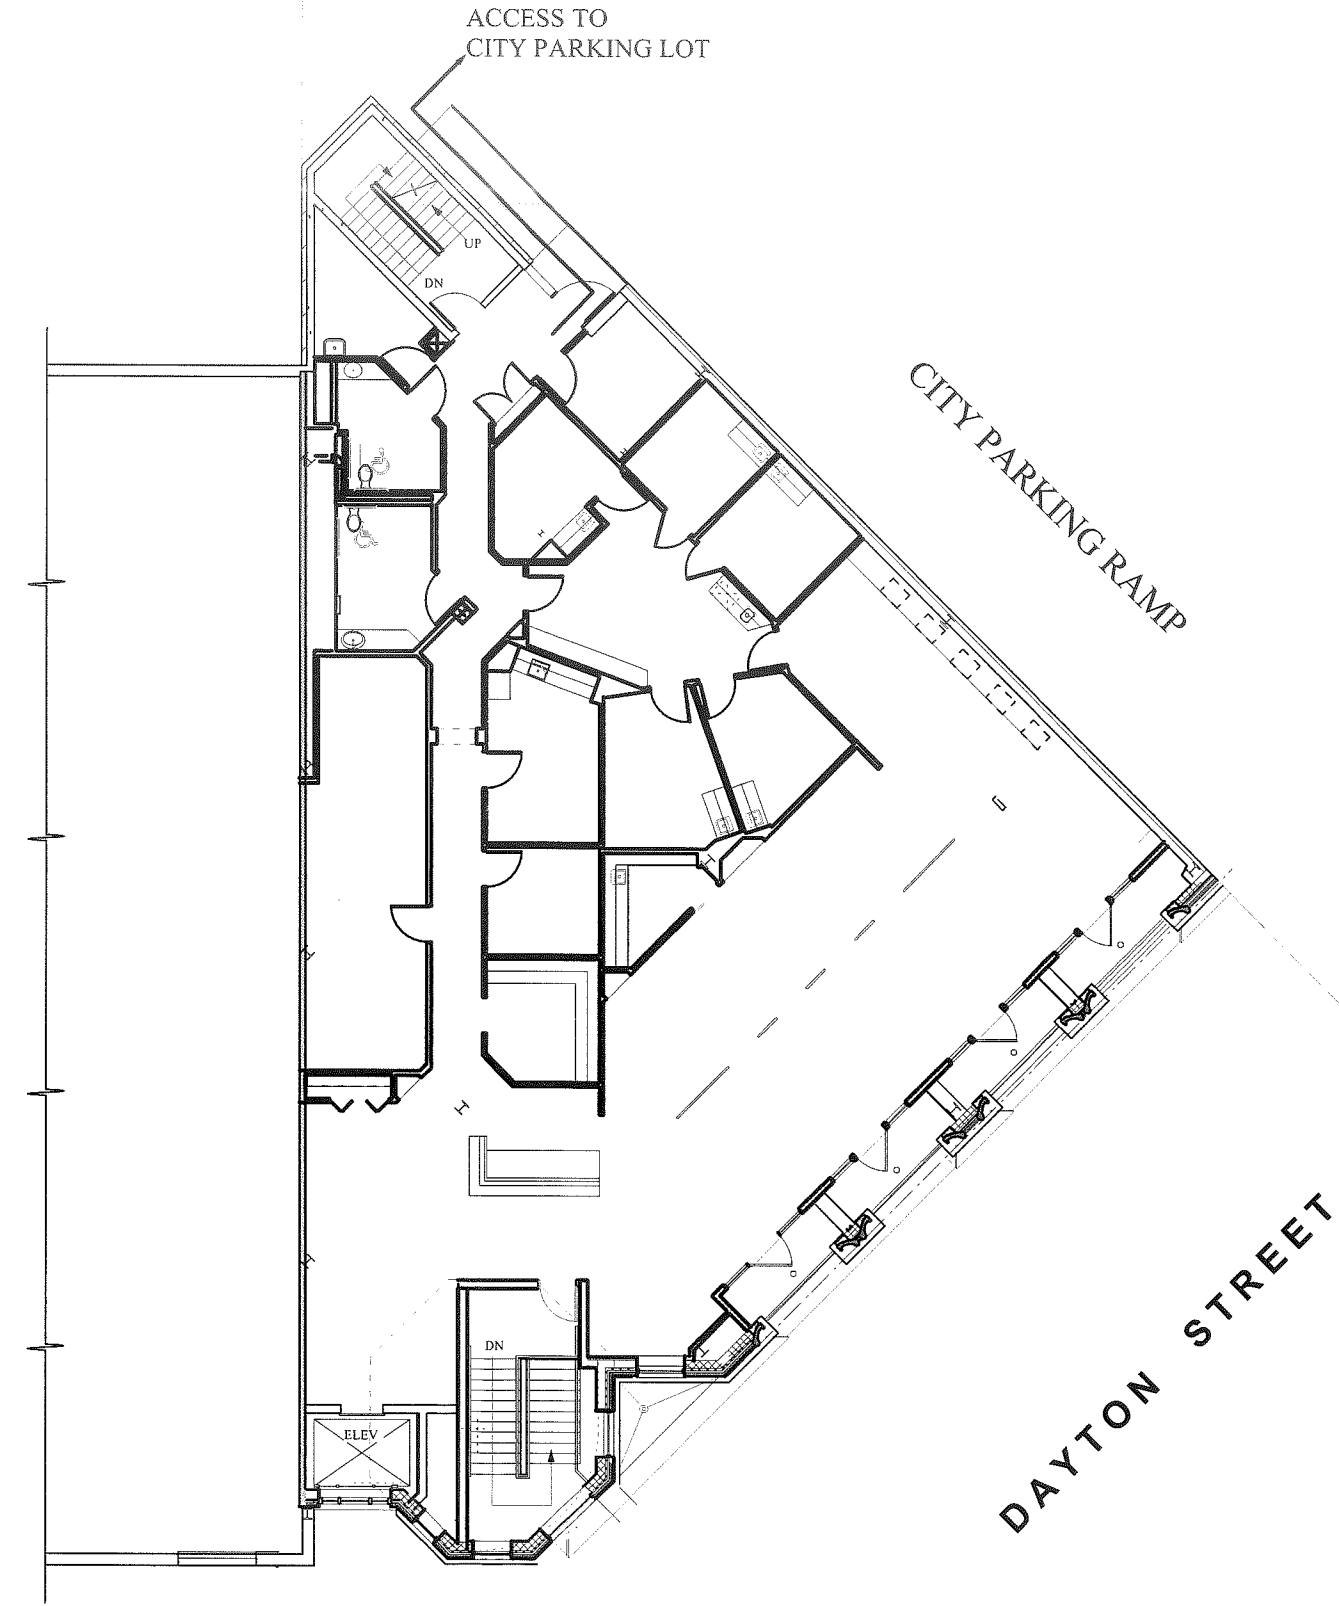 ACCESS TO
CITY PARKING LOT
UP
DN
CITY PARKING RAMP
DN
ELEV
DAYTON STREET